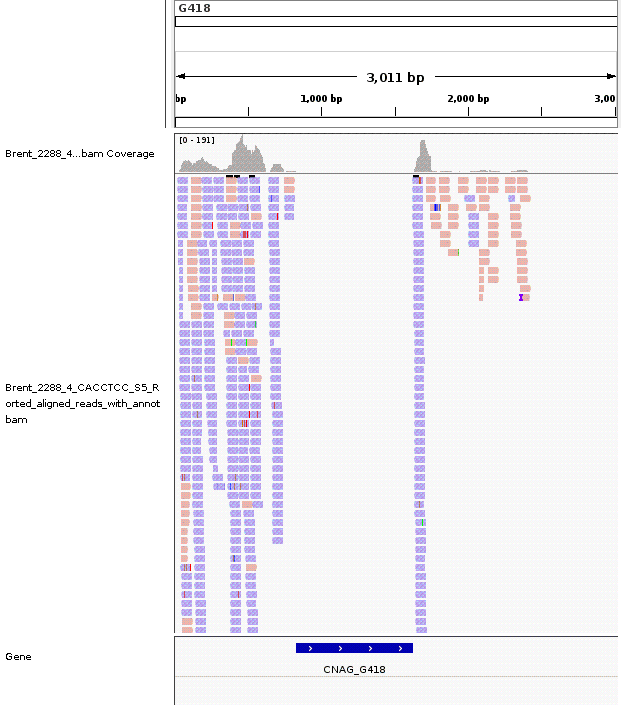 G418
3,011 bp
bp 1,000 bp 2,000 bp 3,00
Brent_2288_4...bam Coverage
[0 - 191]
Brent_2288_4_CACCTCC_S5_R
orted_aligned_reads_with_annot
bam
Gene
CNAG_G418